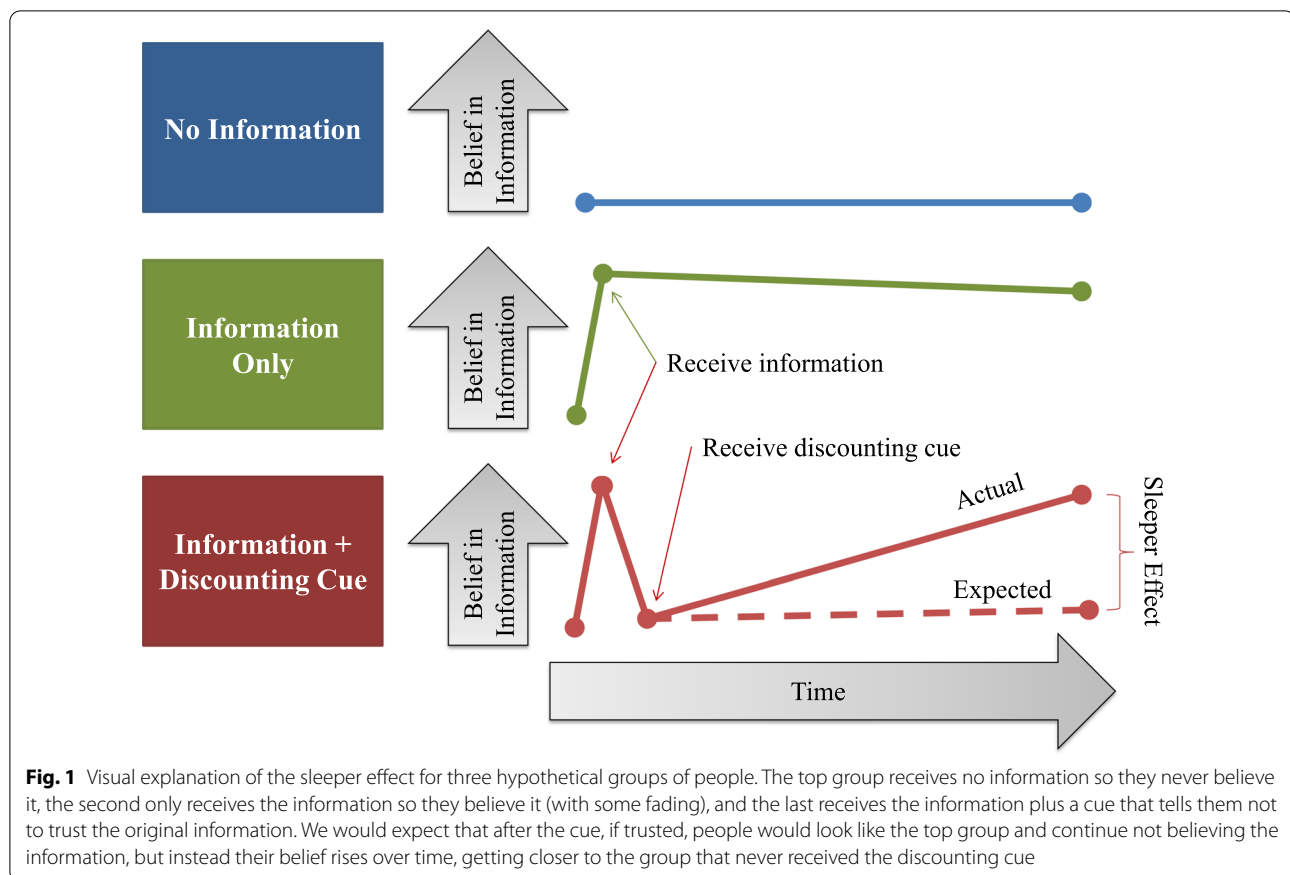 No Information
Belief in
Information
Information
Only
Belief in
Information
Receive information
Receive discounting cue
Information +
Discounting Cue
Belief in
Information
Actual
Expected
Sleeper Effect
Time
Fig. 1 Visual explanation of the sleeper effect for three hypothetical groups of people. The top group receives no information so they never believe
it, the second only receives the information so they believe it (with some fading), and the last receives the information plus a cue that tells them not
to trust the original information. We would expect that after the cue, if trusted, people would look like the top group and continue not believing the
information, but instead their belief rises over time, getting closer to the group that never received the discounting cue